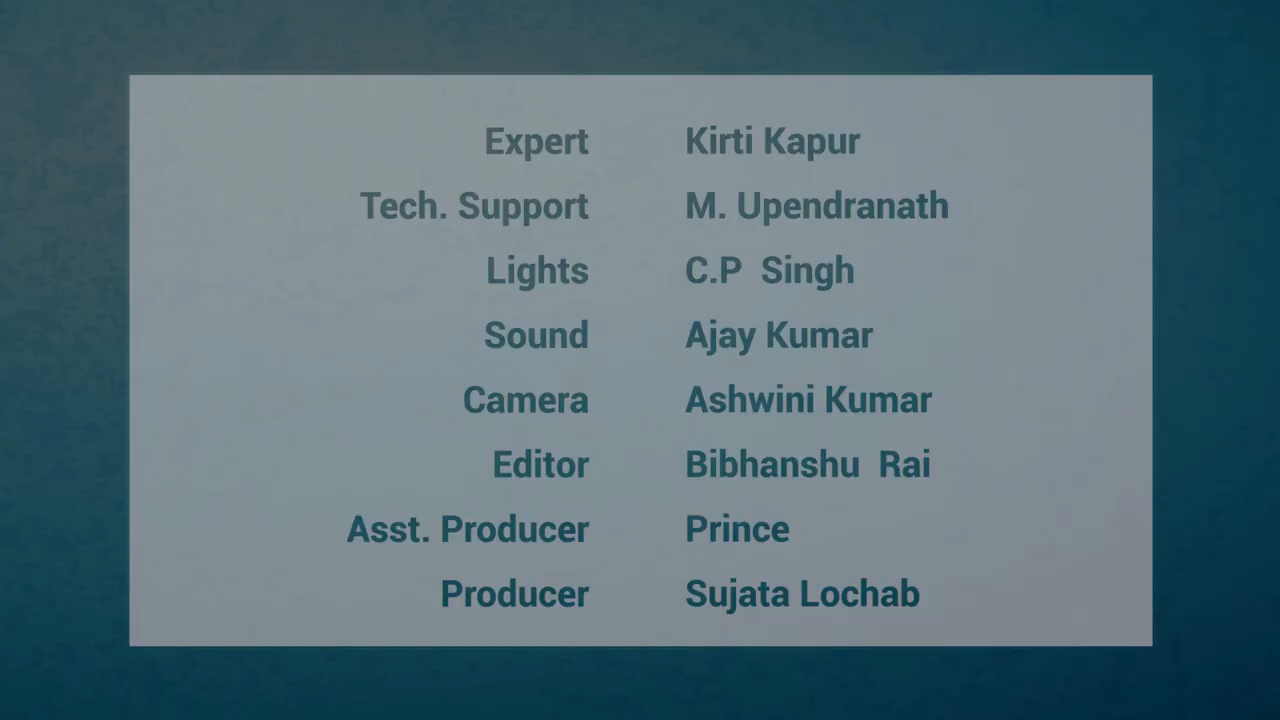 Expert Kirti Kapur
Tech. Support M. Upendranath
Lights C.P Singh
Sound Ajay Kumar
Camera Ashwini Kumar
Editor Bibhanshu Rai
Asst. Producer Prince
Producer Sujata Lochab